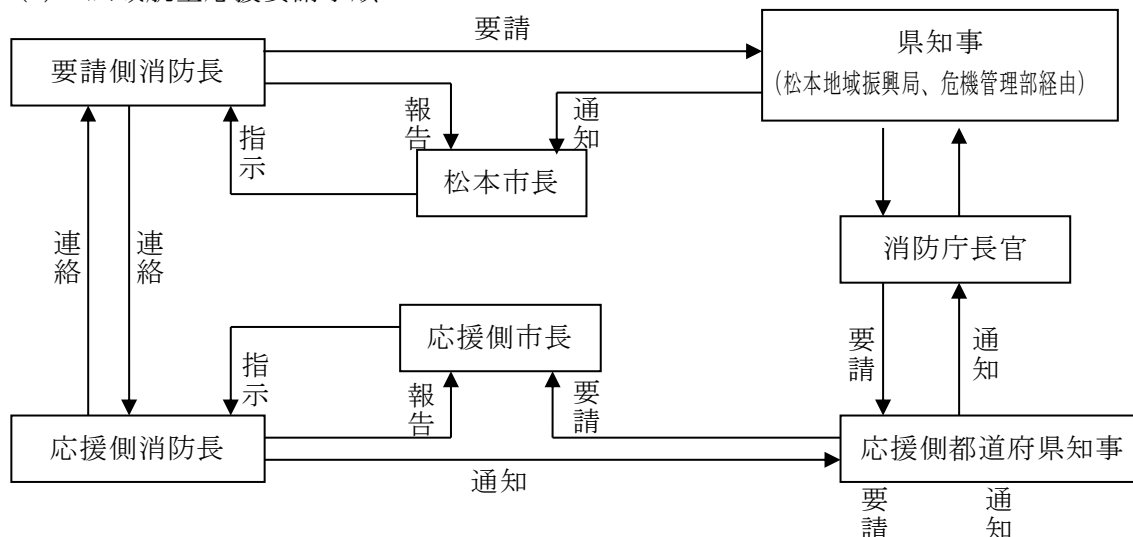 要請
要請側消防長
県知事
(松本地域振興局、危機管理部経由)
報告
通知
指示
松本市長
消防庁長官
連絡
連絡
応援側市長
指示
報告
要請
要請
通知
応援側消防長
応援側都道府県知事
通知
要請
通知